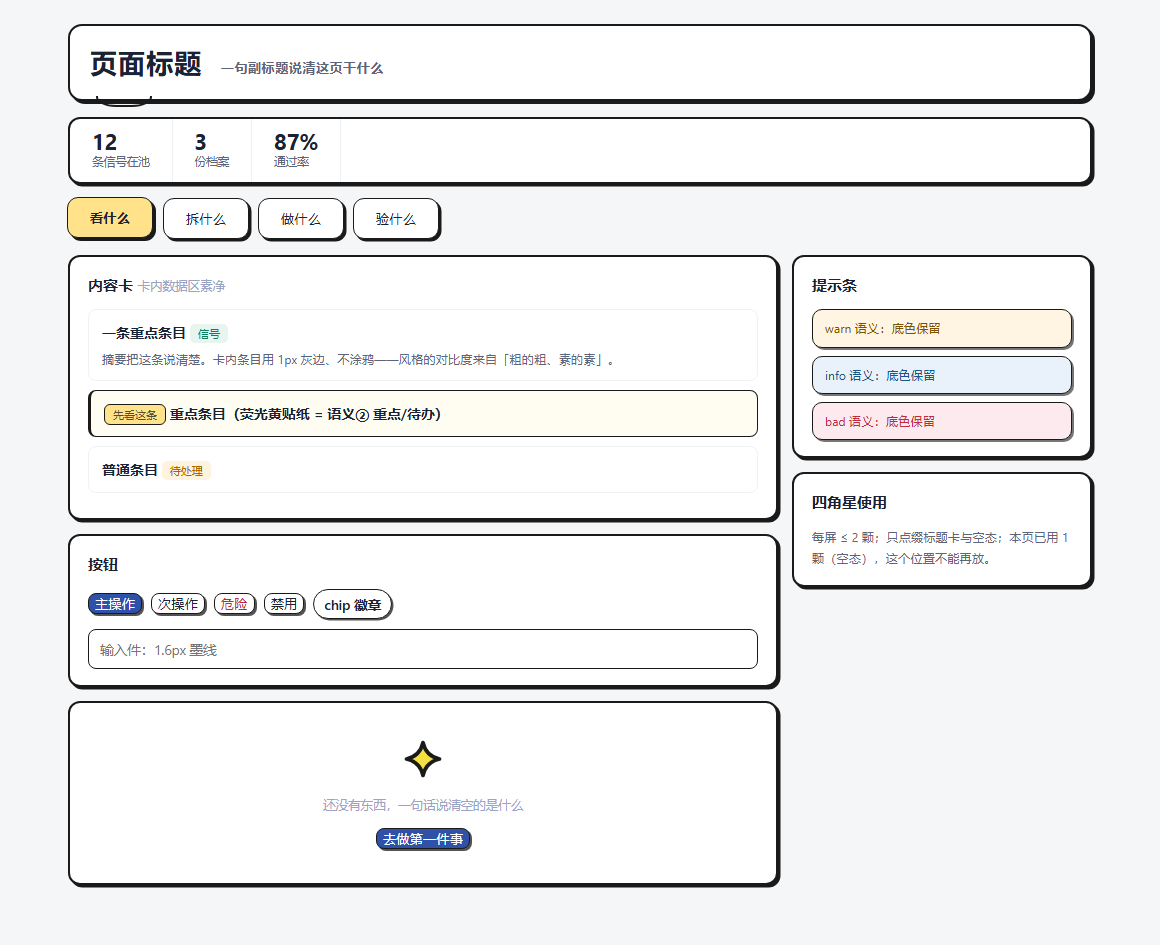 页面标题 一句副标题说清这页干什么
12 3 87%
条信号在池 份档案 通过率
看什么 拆什么 做什么 验什么
内容卡 卡内数据区素净
一条重点条目 信号
摘要把这条说清楚。卡内条目用 1px 灰边、不涂鸦——风格的对比度来自「粗的粗、素的素」。
先看这条 重点条目（荧光黄贴纸 = 语义② 重点/待办）
普通条目 待处理
按钮
主操作 次操作 危险 禁用 chip 徽章
输入件：1.6px 墨线
还没有东西，一句话说清空的是什么
去做第一件事
提示条
warn 语义：底色保留
info 语义：底色保留
bad 语义：底色保留
四角星使用
每屏 ≤ 2 颗；只点缀标题卡与空态；本页已用 1
颗（空态），这个位置不能再放。